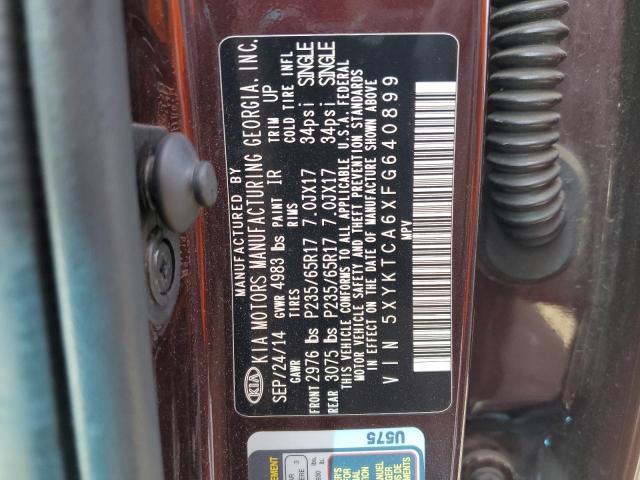 MANUFACTURED BY
KIA KIA MOTORS MANUFACTURING GEORGIA, INC.
SEP/24/14 GVWR 4983 lbs PAINT IR TRIM UP
GAWR TIRES RIMS COLD TIRE INFL
FRONT 2976 lbs P235/65R17 7.0JX17 34psi SINGLE
REAR 3075 lbs P235/65R17 7.0JX17 34psi SINGLE
THIS VEHICLE CONFORMS TO ALL APPLICABLE U.S.A. FEDERAL
MOTOR VEHICLE SAFETY AND THEFT PREVENTION STANDARDS
IN EFFECT ON THE DATE OF MANUFACTURE SHOWN ABOVE
VIN 5XYKTCA6XFG640899
MPV
U575